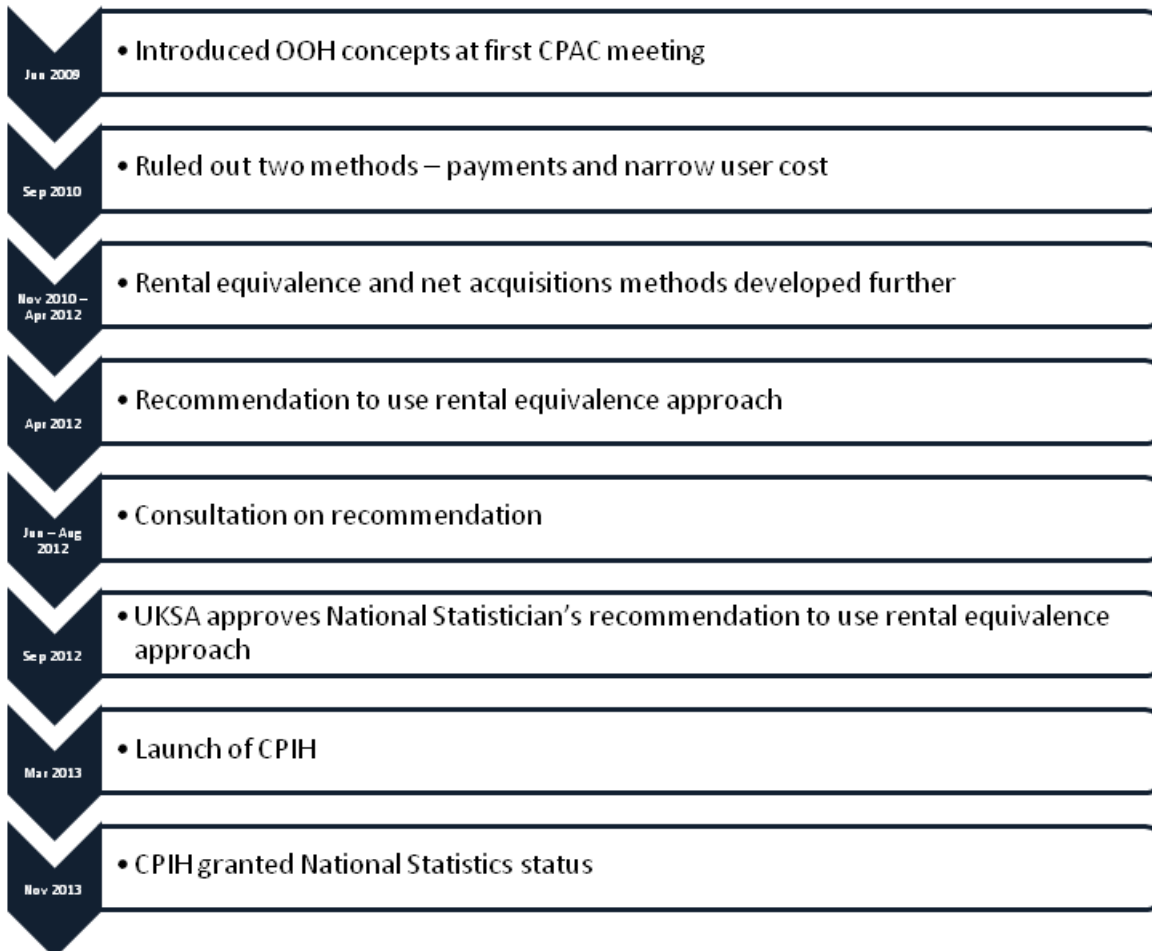 Jun 2009
• Introduced OOH concepts at first CPAC meeting
Sep 2010
• Ruled out two methods – payments and narrow user cost
Nov 2010 –
Apr 2012
• Rental equivalence and net acquisitions methods developed further
Apr 2012
• Recommendation to use rental equivalence approach
Jun – Aug
2012
• Consultation on recommendation
Sep 2012
• UKSA approves National Statistician's recommendation to use rental equivalence
approach
Mar 2013
• Launch of CPIH
Nov 2013
• CPIH granted National Statistics status